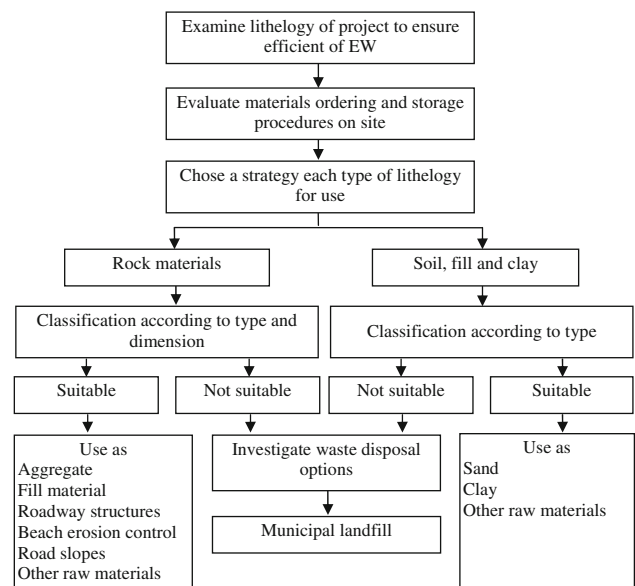 Examine lithelogy of project to ensure
efficient of EW
Evaluate materials ordering and storage
procedures on site
Chose a strategy each type of lithelogy
for use
Rock materials
Soil, fill and clay
Classification according to type and
dimension
Classification according to type
Suitable
Not suitable
Not suitable
Suitable
Use as
Aggregate
Fill material
Roadway structures
Beach erosion control
Road slopes
Other raw materials
Investigate waste disposal
options
Municipal landfill
Use as
Sand
Clay
Other raw materials